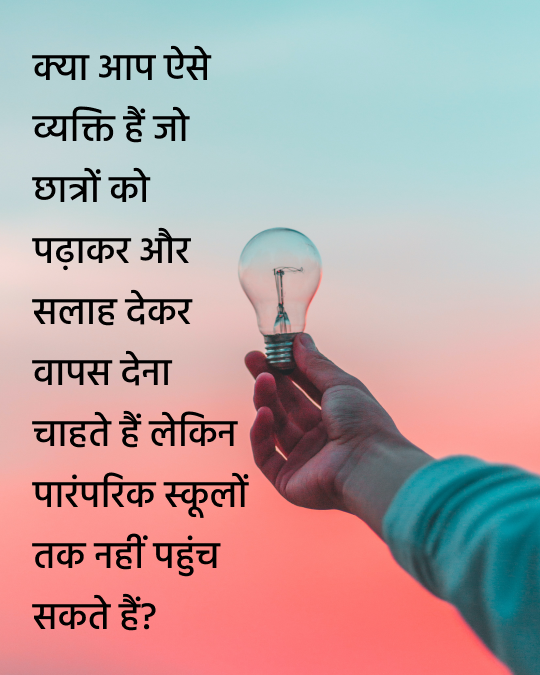 क्या आप ऐसे
व्यक्ति हैं जो
छात्रों को
पढ़ाकर और
सलाह देकर
वापस देना
चाहते हैं लेकिन
पारंपरिक स्कूलों
तक नहीं पहुंच
सकते हैं?